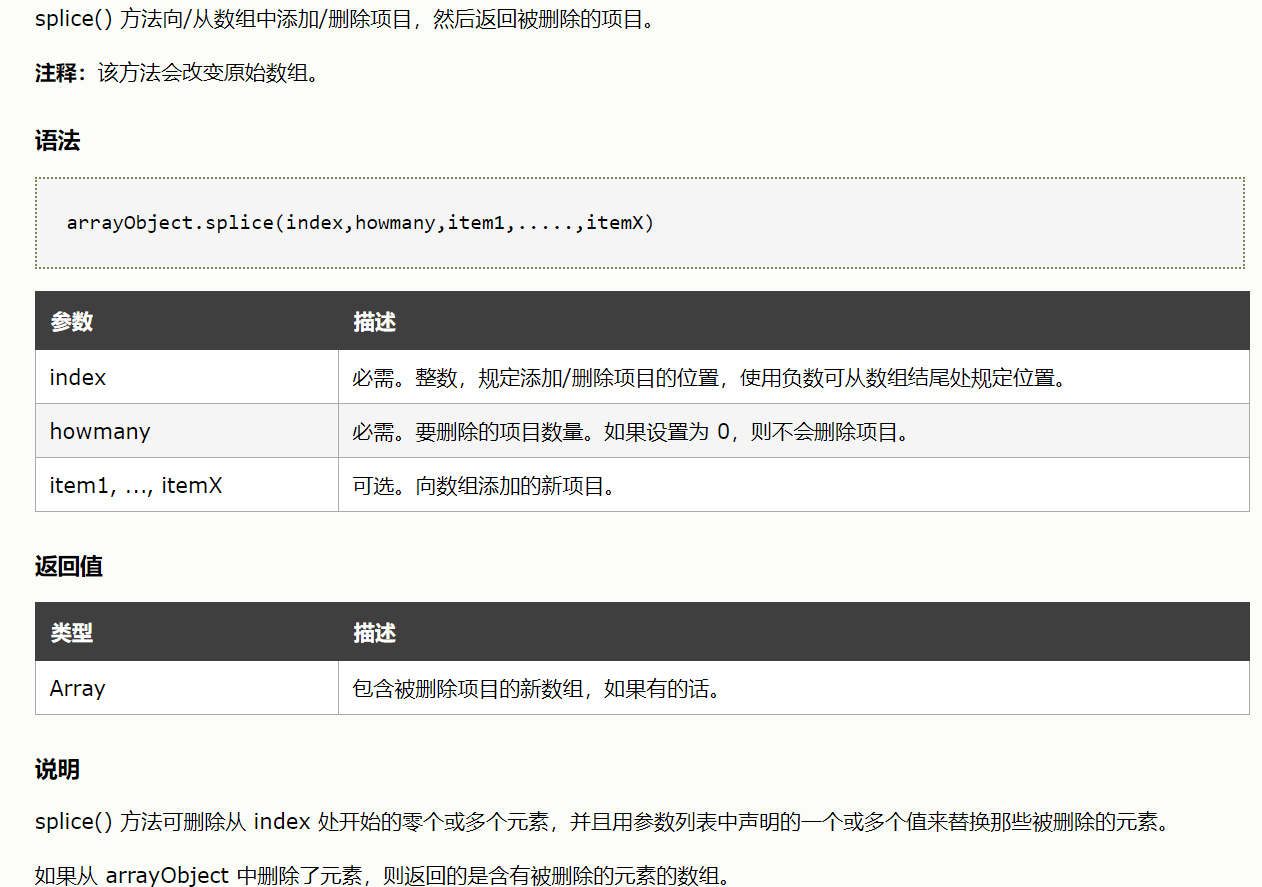 splice() 方法向/从数组中添加/删除项目，然后返回被删除的项目。
注释：该方法会改变原始数组。
语法
arrayObject.splice(index,howmany,item1,.....,itemX)
参数 描述
index 必需。整数，规定添加/删除项目的位置，使用负数可从数组结尾处规定位置。
howmany 必需。要删除的项目数量。如果设置为 0，则不会删除项目。
item1, ..., itemX 可选。向数组添加的新项目。
返回值
类型 描述
Array 包含被删除项目的新数组，如果有的话。
说明
splice() 方法可删除从 index 处开始的零个或多个元素，并且用参数列表中声明的一个或多个值来替换那些被删除的元素。
如果从 arrayObject 中删除了元素，则返回的是含有被删除的元素的数组。